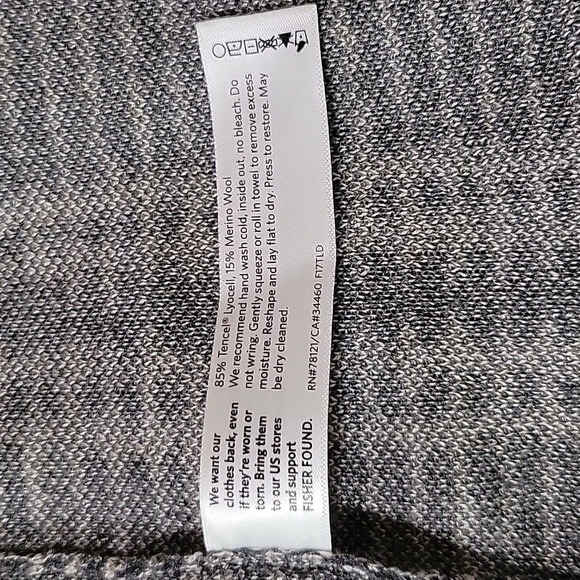 We want our
clothes back, even
if they're worn or
torn. Bring them
to our US stores
and support
FISHER FOUND.
85% Tencel® Lyocell, 15% Merino Wool
We recommend hand wash cold, inside out, no bleach. Do
not wring. Gently squeeze or roll in towel to remove excess
moisture. Reshape and lay flat to dry. Press to restore. May
be dry cleaned.
RN#78121/CA#34460 F17TLD